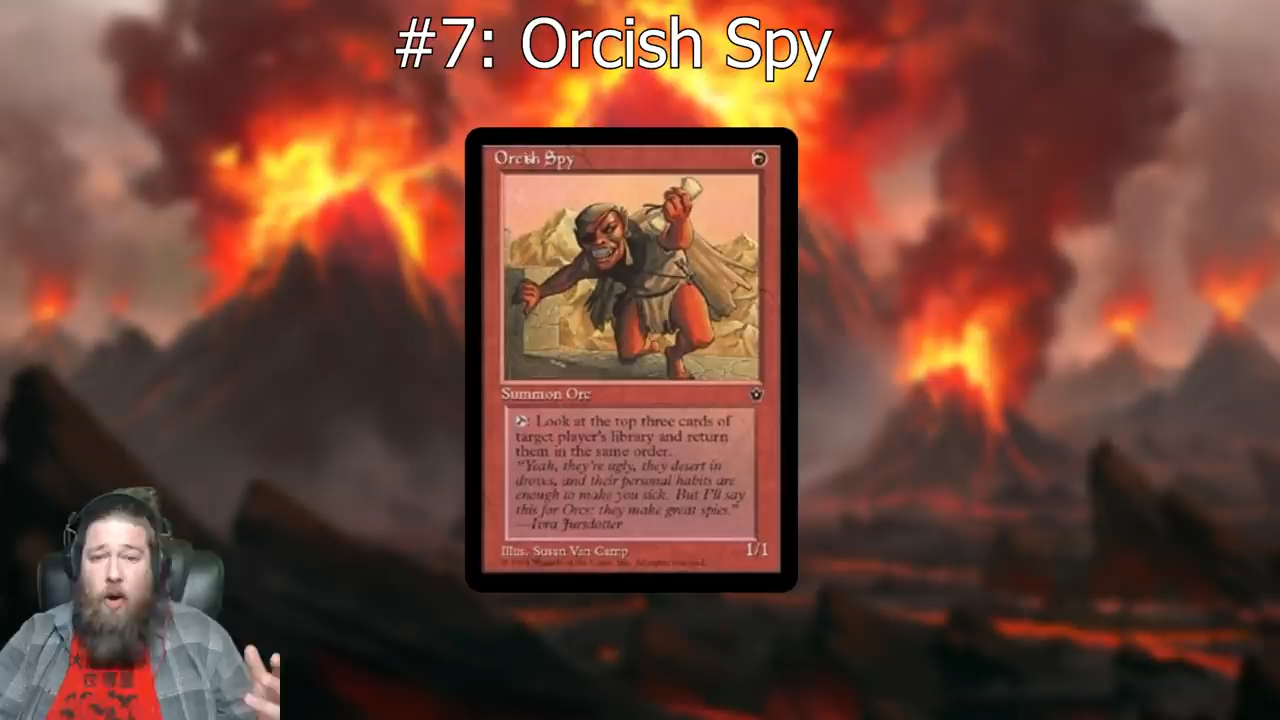 #7: Orcish Spy
Orcish Spy
Summon Orc
: Look at the top three cards of
target player's library and return
them in the same order.
"Yeah, they're ugly, they desert in
droves, and their personal habits are
enough to make you sick. But I'll say
this for Orcs: they make great spies."
—Ivra Jursdotter
Illus. Susan Van Camp
1/1